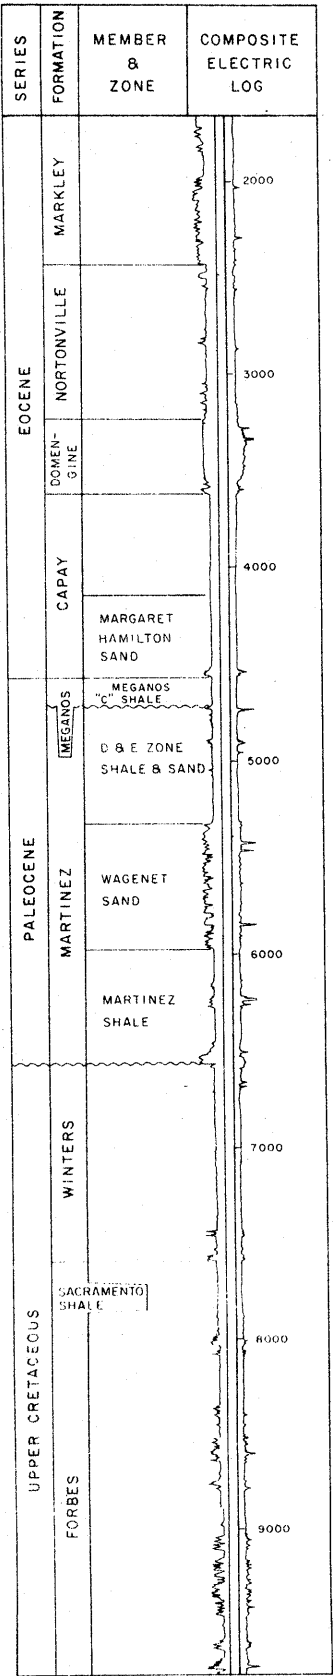 SERIES
FORMATION
MEMBER
&
ZONE
COMPOSITE
ELECTRIC
LOG
EOCENE
MARKLEY
2000
NORTONVILLE
3000
DOMEN-
GINE
CAPAY
4000
MARGARET
HAMILTON
SAND
PALEOCENE
MEGANOS
MEGANOS
"C" SHALE
MARTINEZ
D & E ZONE
SHALE & SAND
5000
WAGENET
SAND
6000
MARTINEZ
SHALE
UPPER CRETACEOUS
WINTERS
7000
SACRAMENTO
SHALE
8000
FORBES
9000